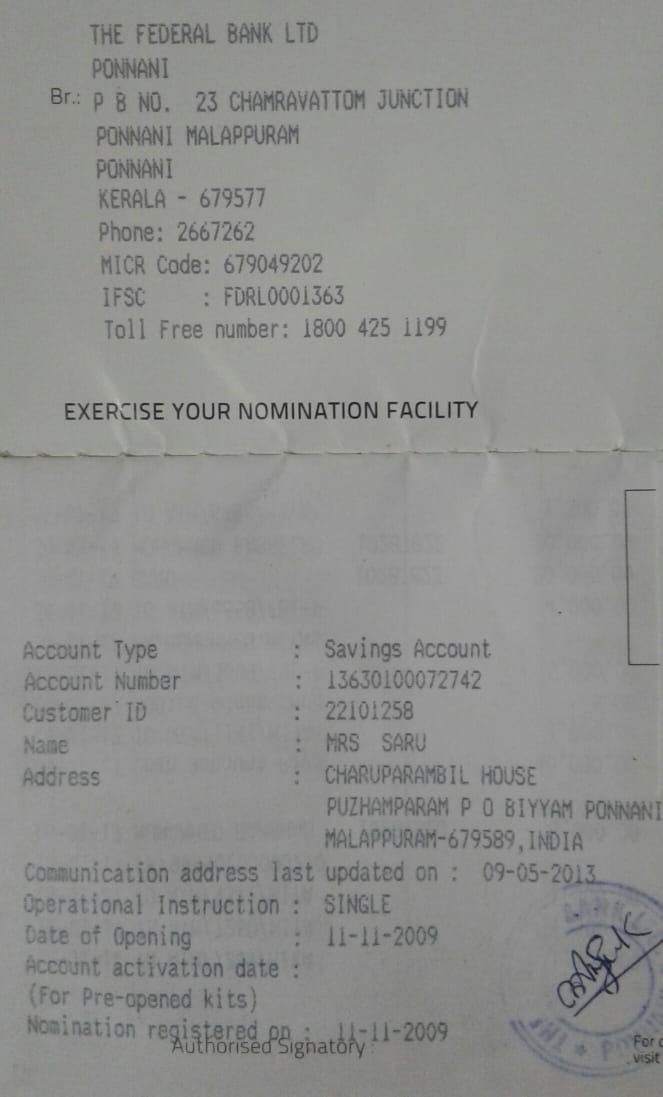 THE FEDERAL BANK LTD
PONNANI
Br.: P B NO. 23 CHAMRAVATTOM JUNCTION
PONNANI MALAPPURAM
PONNANI
KERALA - 679577
Phone: 2667262
MICR Code: 679049202
IFSC : FDRL0001363
Toll Free number: 1800 425 1199
EXERCISE YOUR NOMINATION FACILITY
Account Type : Savings Account
Account Number : 13630100072742
Customer ID : 22101258
Name : MRS SARU
Address : CHARUPARAMBIL HOUSE
PUZHAMPARAM P O BIYYAM PONNANI
MALAPPURAM-679589,INDIA
Communication address last updated on : 09-05-2013
Operational Instruction : SINGLE
Date of Opening : 11-11-2009
Account activation date :
(For Pre-opened kits)
Nomination registered on : 11-11-2009
Authorised Signatory :
For
visit
BANK
THE